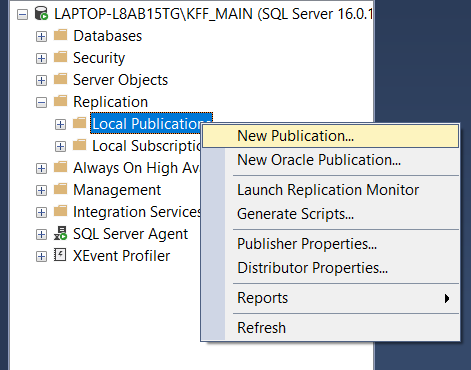 LAPTOP-L8AB15TG\KFF_MAIN (SQL Server 16.0.1
Databases
Security
Server Objects
Replication
Local Publication
Local Subscripti
Always On High Av
Management
Integration Services
SQL Server Agent
XEvent Profiler
New Publication...
New Oracle Publication...
Launch Replication Monitor
Generate Scripts...
Publisher Properties...
Distributor Properties...
Reports
Refresh